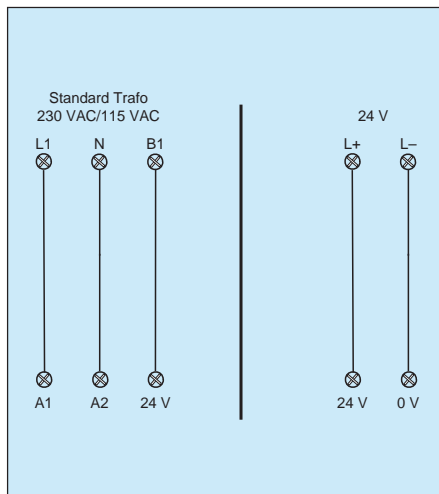 Standard Trafo
230 VAC/115 VAC
24 V
L1 N B1 L+ L–
A1 A2 24 V 24 V 0 V